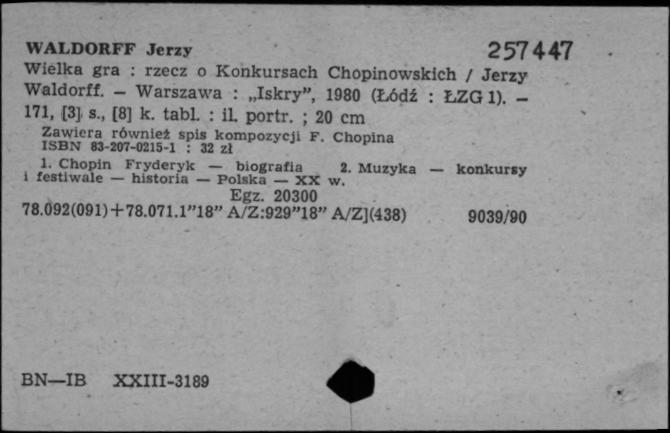 WALDORFF Jerzy 257447
Wielka gra : rzecz o Konkursach Chopinowskich / Jerzy
Waldorff. — Warszawa : „Iskry”, 1980 (Łódź : ŁZG 1). —
171, [3] s., [8] k. tabl. : il. portr. ; 20 cm
Zawiera również spis kompozycji F. Chopina
ISBN 83-207-0215-1 : 32 zł
1. Chopin Fryderyk — biografia 2. Muzyka — konkursy
i festiwale — historia — Polska — XX w.
Egz. 20300
78.092(091)+78.071.1”18” A/Z:929”18” A/Z](438) 9039/90
BN—IB XXIII-3189